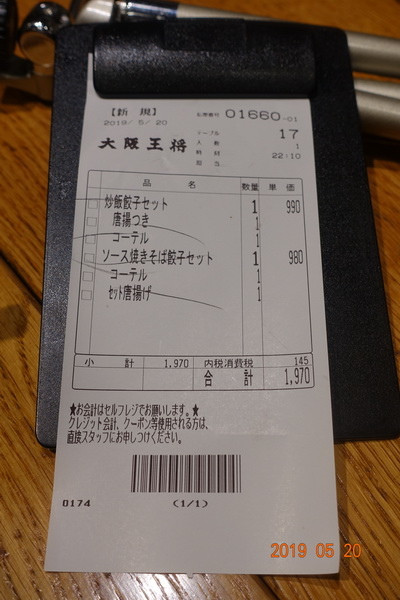 【新 規】
2019/ 5/ 20
伝票番号 01660-01
大阪王将
テーブル 17
人 数 1
時 刻 22:10
担 当
品 名 数量 単 価
炒飯餃子セット 1 990
唐揚つき 1
コーテル 1
ソース焼きそば餃子セット 1 980
コーテル 1
セット唐揚げ 1
小 計 1,970 内税消費税 145
合 計 1,970
★お会計はセルフレジでお願いします。★
クレジット会計、クーポン等使用される方は、
直接スタッフにお申しつけください。
0174 (1/1)
2019 05 20